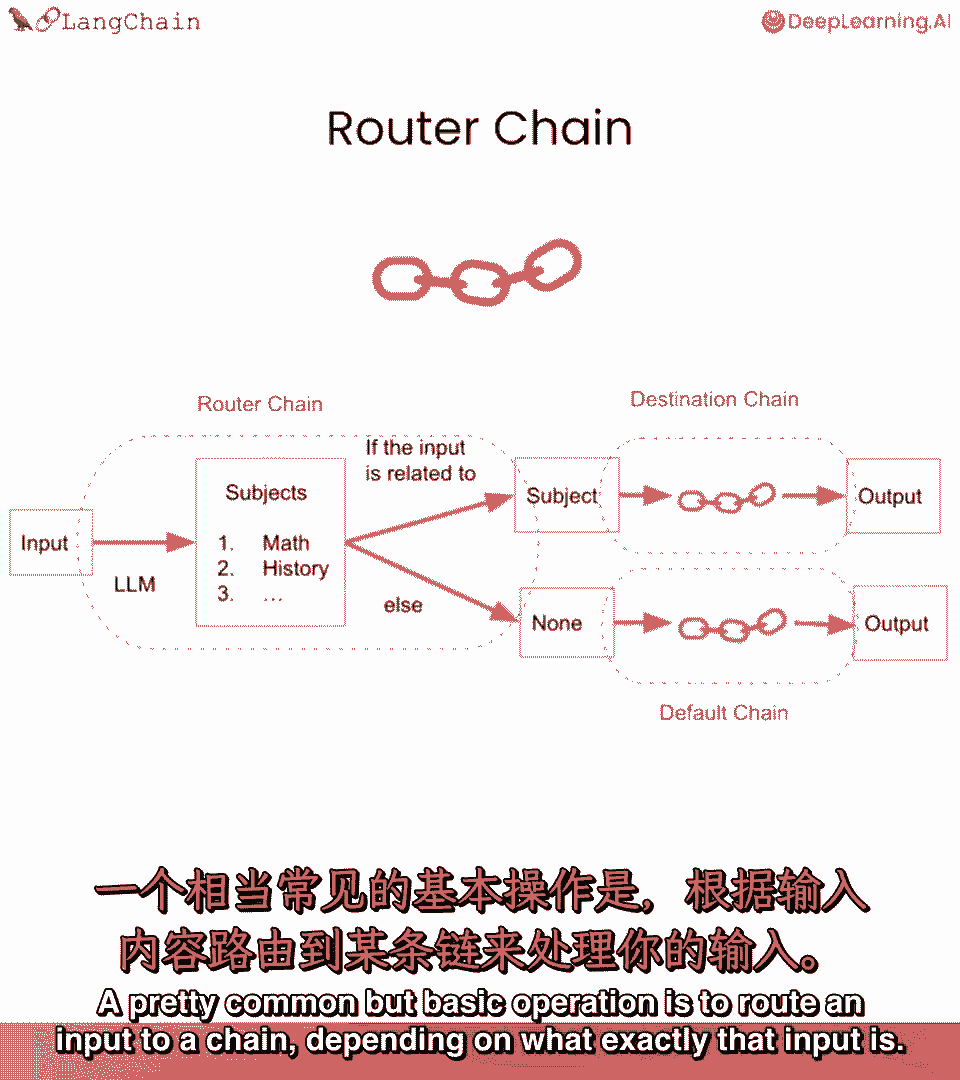 LangChain
DeepLearning.AI
Router Chain
Router Chain
Destination Chain
If the input
is related to
Subjects
1. Math
2. History
3. ...
Input
LLM
else
Subject
Output
None
Output
Default Chain
一个相当常见的基本操作是，根据输入
内容路由到某条链来处理你的输入。
A pretty common but basic operation is to route an
input to a chain, depending on what exactly that input is.